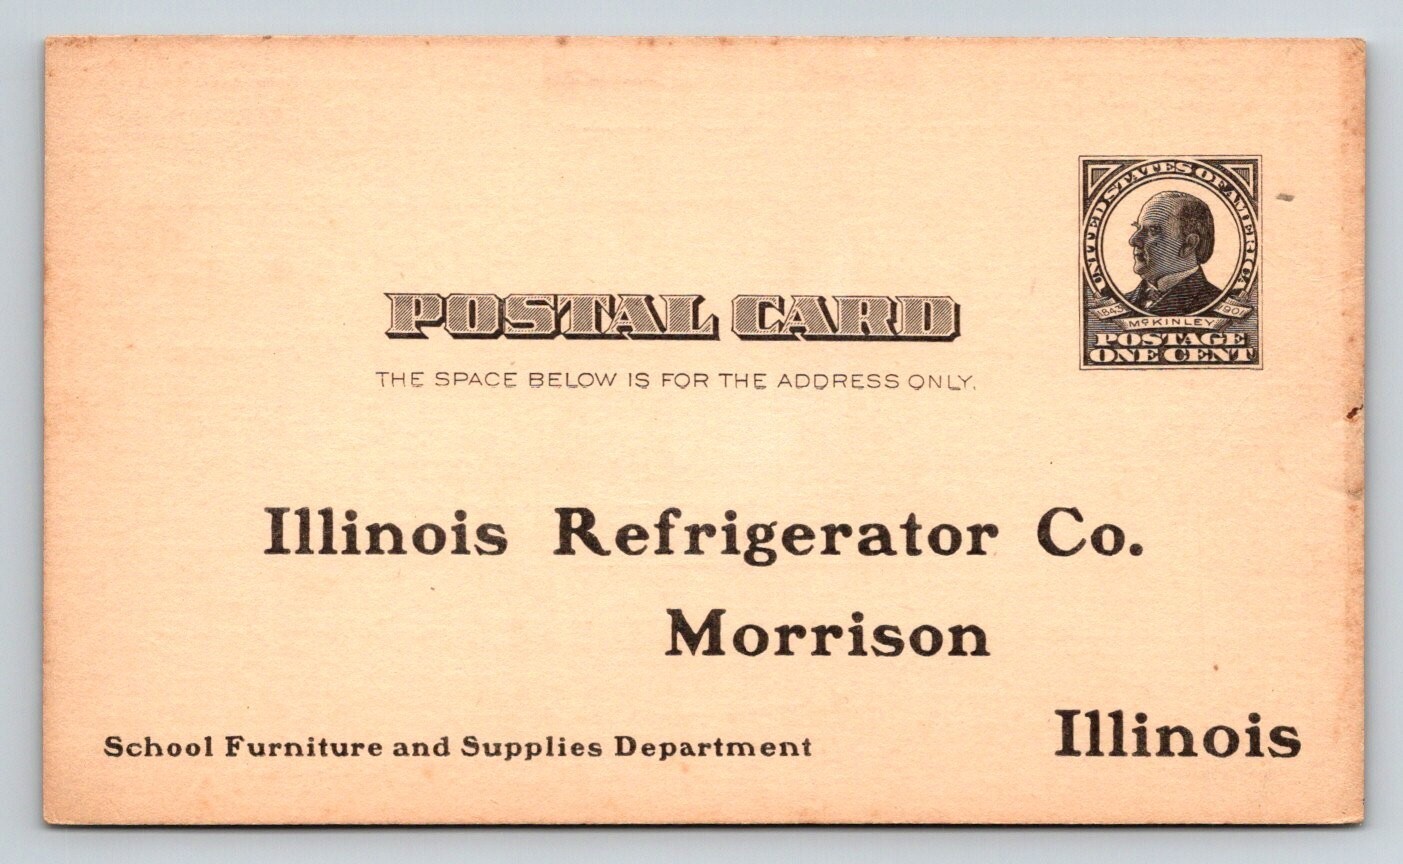 UNITED STATES OF AMERICA
1843 1901
McKINLEY
POSTAGE
ONE CENT
POSTAL CARD
THE SPACE BELOW IS FOR THE ADDRESS ONLY.
Illinois Refrigerator Co.
Morrison
Illinois
School Furniture and Supplies Department